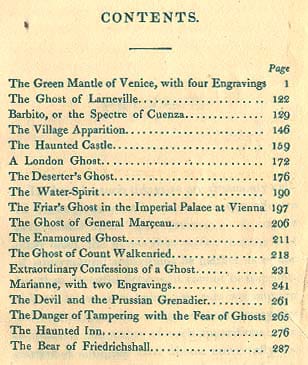 CONTENTS.
Page
The Green Mantle of Venice, with four Engravings 1
The Ghost of Larneville........................ 122
Barbito, or the Spectre of Cuenza............... 129
The Village Apparition......................... 146
The Haunted Castle............................ 159
A London Ghost............................... 172
The Deserter's Ghost........................... 176
The Water-Spirit............................... 190
The Friar's Ghost in the Imperial Palace at Vienna 197
The Ghost of General Marçeau................. 206
The Enamoured Ghost......................... 211
The Ghost of Count Walkenried................ 218
Extraordinary Confessions of a Ghost........... 231
Marianne, with two Engravings................. 241
The Devil and the Prussian Grenadier........... 261
The Danger of Tampering with the Fear of Ghosts 265
The Haunted Inn.............................. 276
The Bear of Friedrichshall...................... 287